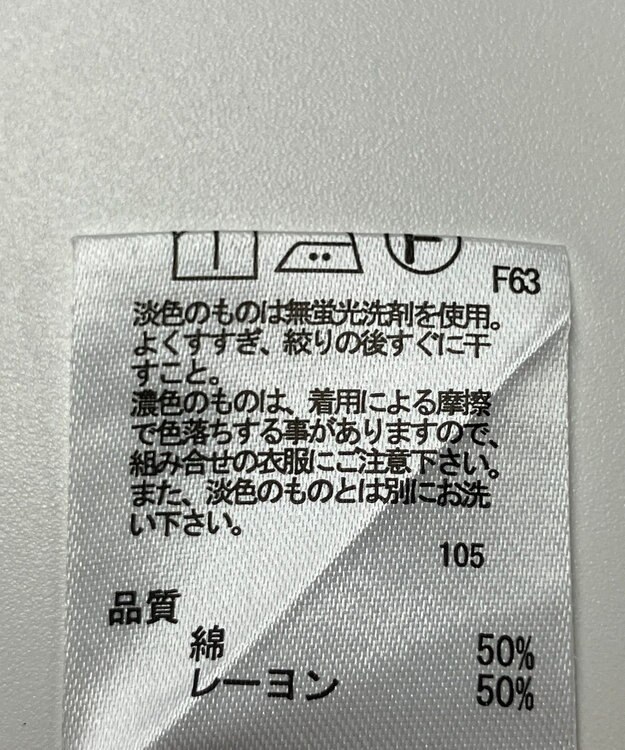 F63
淡色のものは無蛍光洗剤を使用。
よくすすぎ、絞りの後すぐに干
すこと。
濃色のものは、着用による摩擦
で色落ちする事がありますので、
組み合せの衣服にご注意下さい。
また、淡色のものとは別にお洗
い下さい。
105
品質
綿 50%
レーヨン 50%